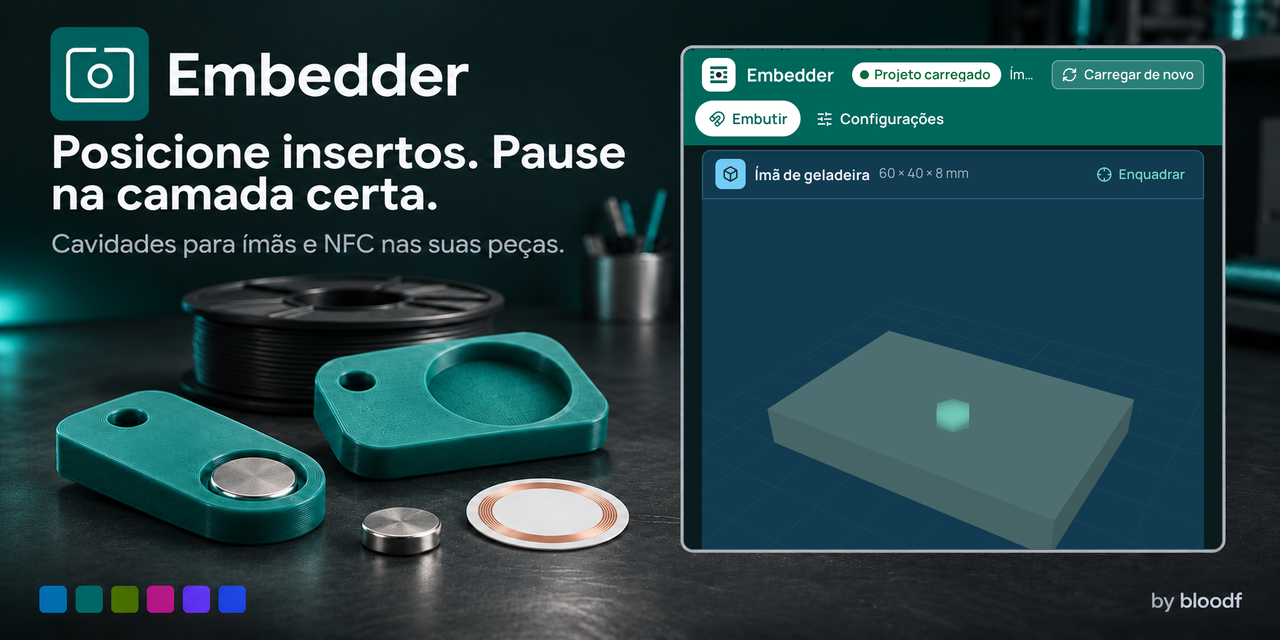 Embedder
Posicione insertos. Pause
na camada certa.
Cavidades para ímãs e NFC nas suas peças.
Embedder
Projeto carregado
Ím...
Carregar de novo
Embutir
Configurações
Ímã de geladeira 60 × 40 × 8 mm
Enquadrar
by bloodf